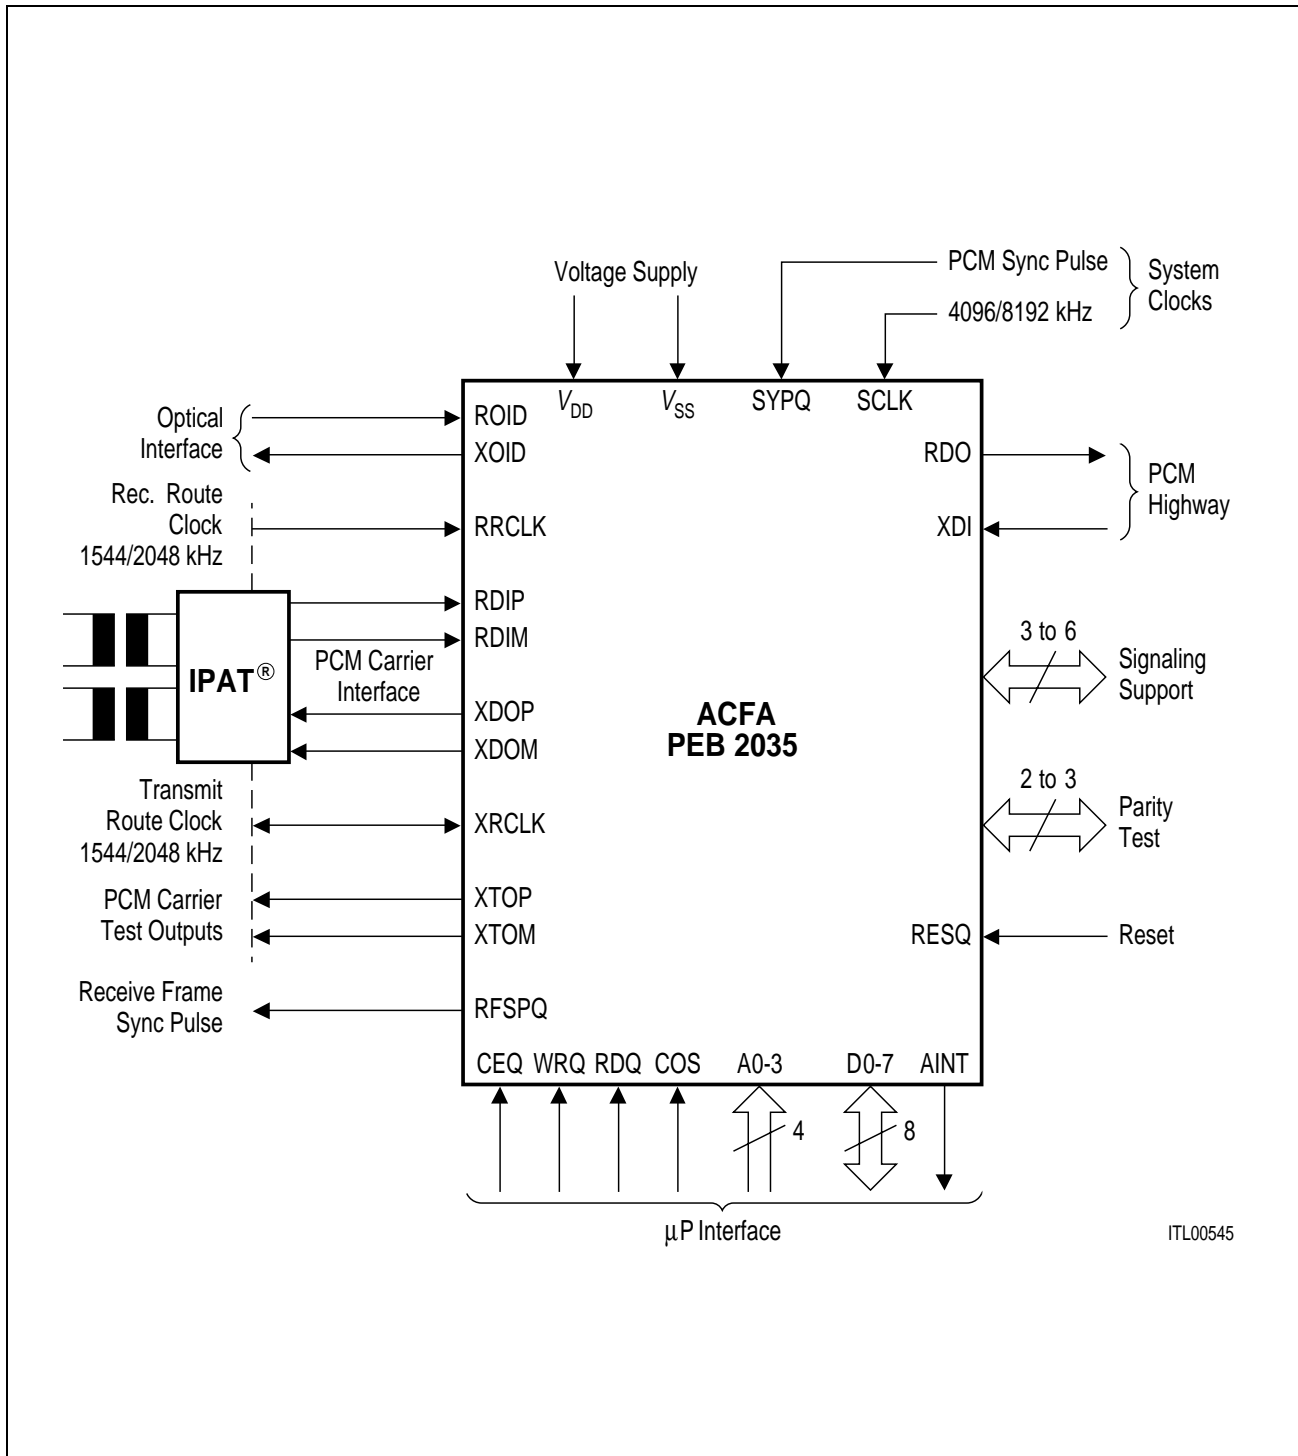 Voltage Supply
PCM Sync Pulse
4096/8192 kHz
System
Clocks
VDD
VSS
SYPQ
SCLK
Optical
Interface
ROID
XOID
RDO
XDI
PCM
Highway
Rec. Route
Clock
1544/2048 kHz
RRCLK
RDIP
RDIM
IPAT®
PCM Carrier
Interface
XDOP
XDOM
ACFA
PEB 2035
3 to 6
Signaling
Support
Transmit
Route Clock
1544/2048 kHz
XRCLK
2 to 3
Parity
Test
PCM Carrier
Test Outputs
XTOP
XTOM
RESQ
Reset
Receive Frame
Sync Pulse
RFSPQ
CEQ WRQ RDQ COS A0-3 D0-7 AINT
4
8
µP Interface
ITL00545